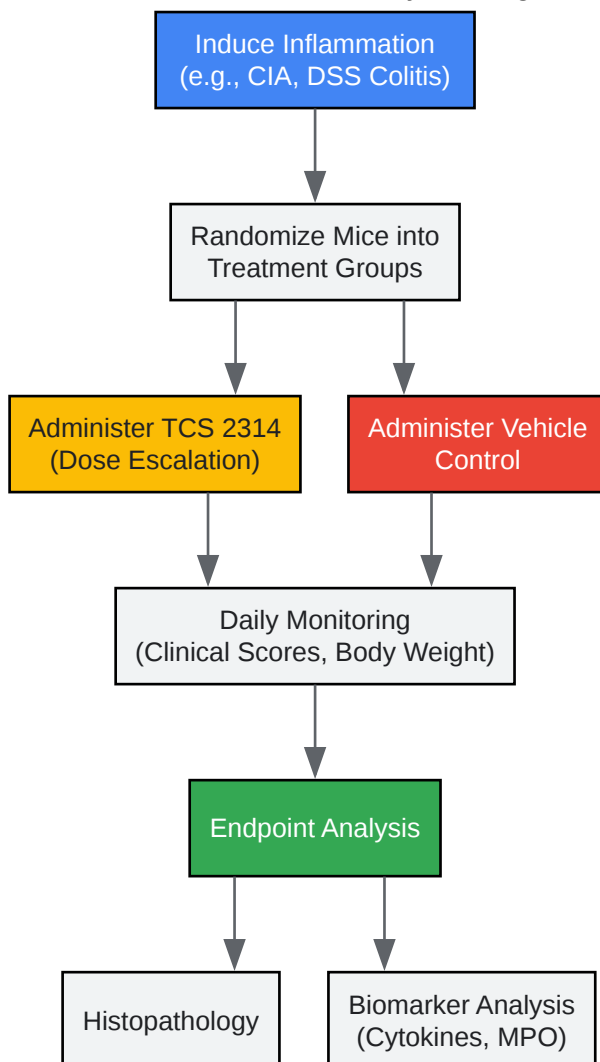 Induce Inflammation
(e.g., CIA, DSS Colitis)
Randomize Mice into
Treatment Groups
Administer TCS 2314
(Dose Escalation)
Administer Vehicle
Control
Daily Monitoring
(Clinical Scores, Body Weight)
Endpoint Analysis
Histopathology
Biomarker Analysis
(Cytokines, MPO)